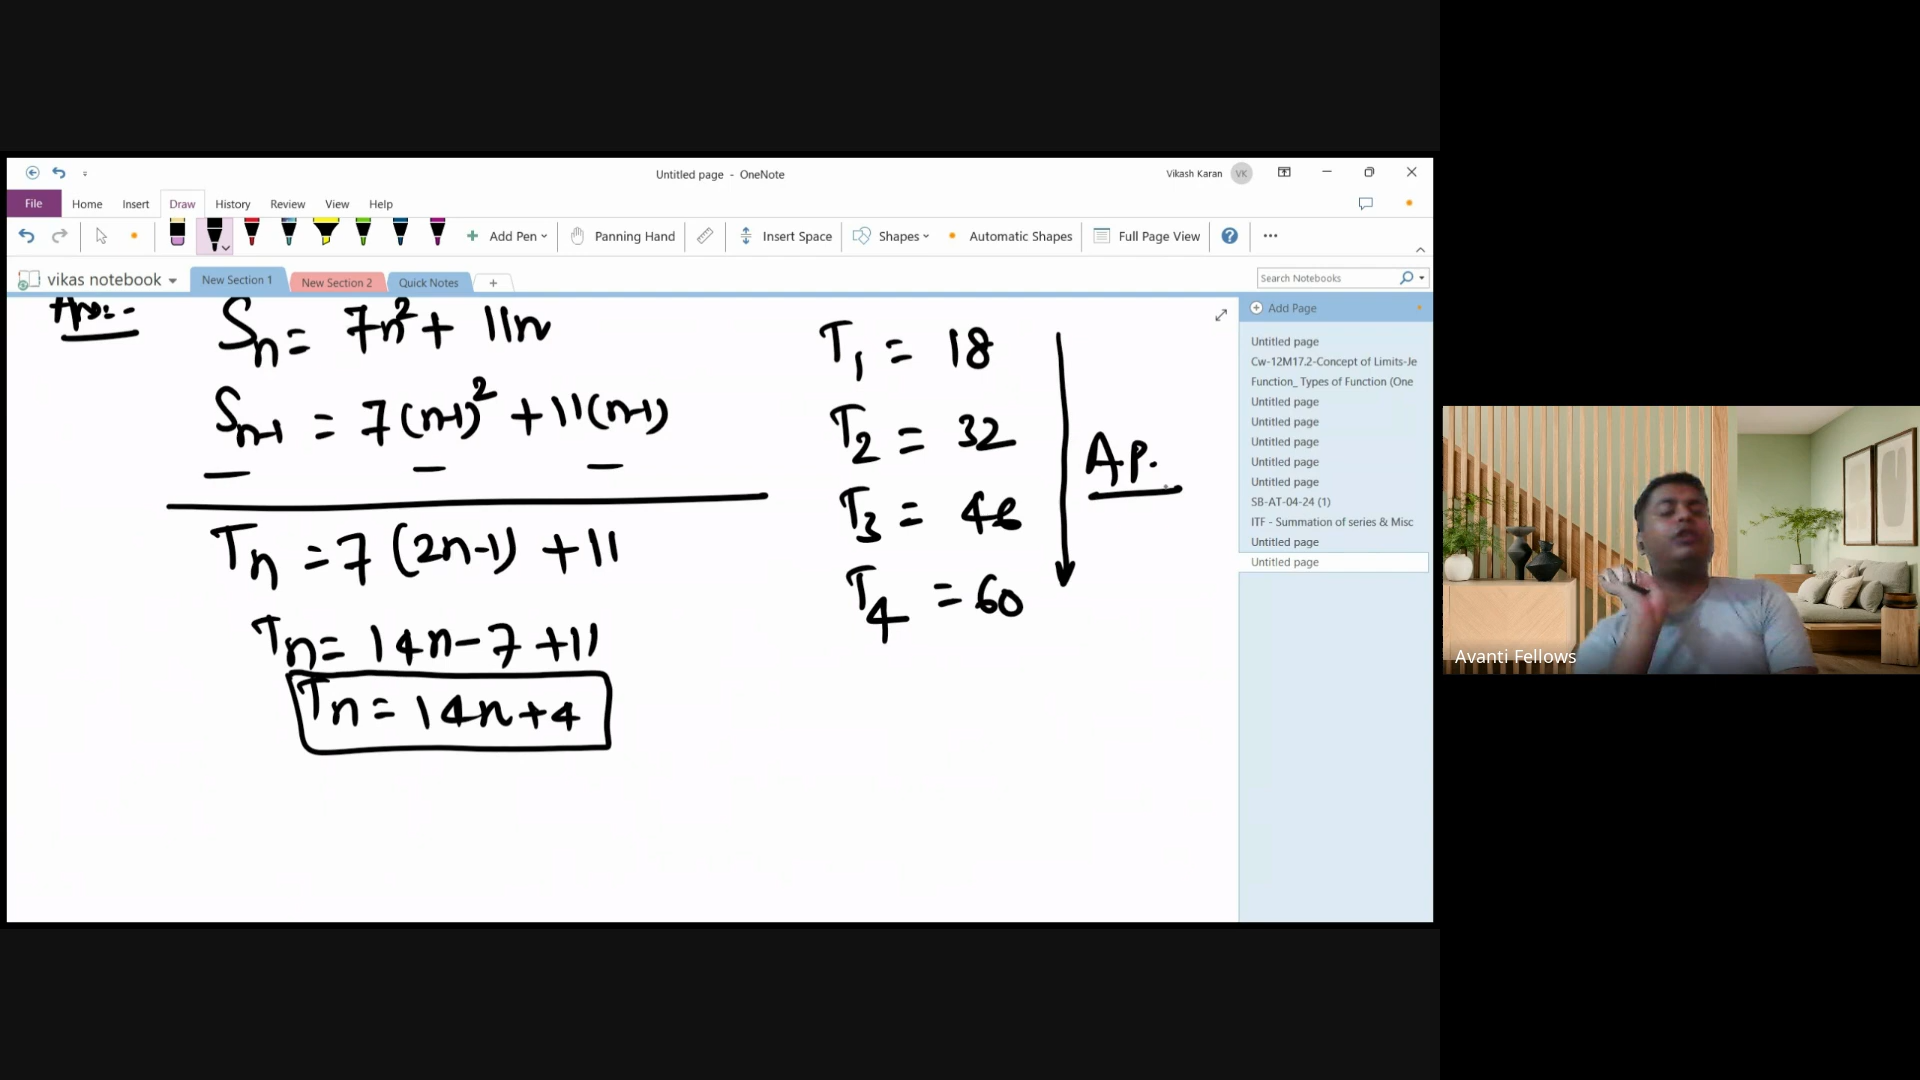 Untitled page - OneNote
Vikash Karan VK
File Home Insert Draw History Review View Help
Add Pen Panning Hand Insert Space Shapes Automatic Shapes Full Page View ? ...
vikas notebook New Section 1 New Section 2 Quick Notes + Search Notebooks
Sn = 7n² + 11n
Sn-1 = 7(n-1)² + 11(n-1)
Tn = 7(2n-1) + 11
Tn = 14n - 7 + 11
Tn = 14n + 4
T1 = 18
T2 = 32
T3 = 46
T4 = 60
A.p.
Add Page
Untitled page
Cw-12M17.2-Concept of Limits-Je
Function_ Types of Function (One
Untitled page
Untitled page
Untitled page
Untitled page
Untitled page
SB-AT-04-24 (1)
ITF - Summation of series & Misc
Untitled page
Untitled page
Avanti Fellows